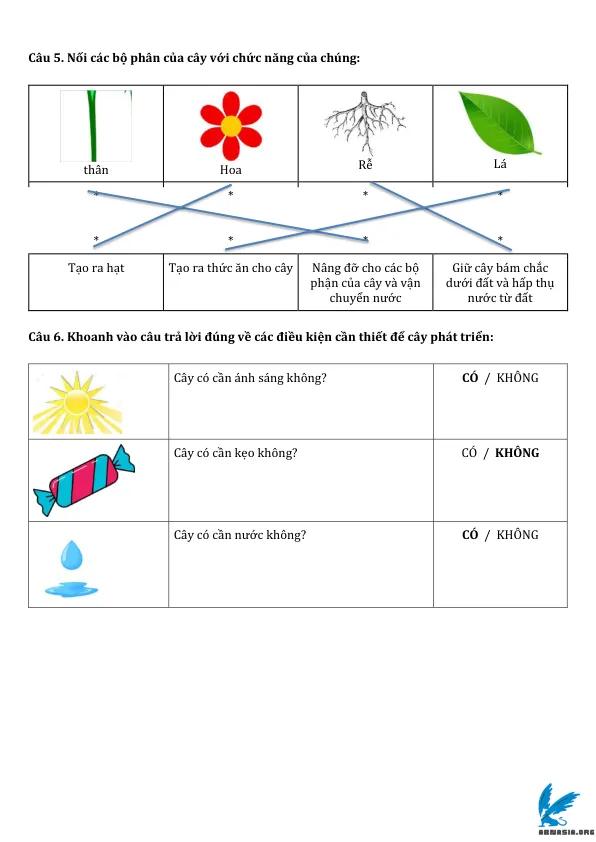 Câu 5. Nối các bộ phân của cây với chức năng của chúng:
thân
Hoa
Rễ
Lá
* * * *
* * * *
Tạo ra hạt
Tạo ra thức ăn cho cây
Nâng đỡ cho các bộ
phận của cây và vận
chuyển nước
Giữ cây bám chắc
dưới đất và hấp thụ
nước từ đất
Câu 6. Khoanh vào câu trả lời đúng về các điều kiện cần thiết để cây phát triển:
Cây có cần ánh sáng không?
CÓ / KHÔNG
Cây có cần kẹo không?
CÓ / KHÔNG
Cây có cần nước không?
CÓ / KHÔNG
ABNASIA.ORG